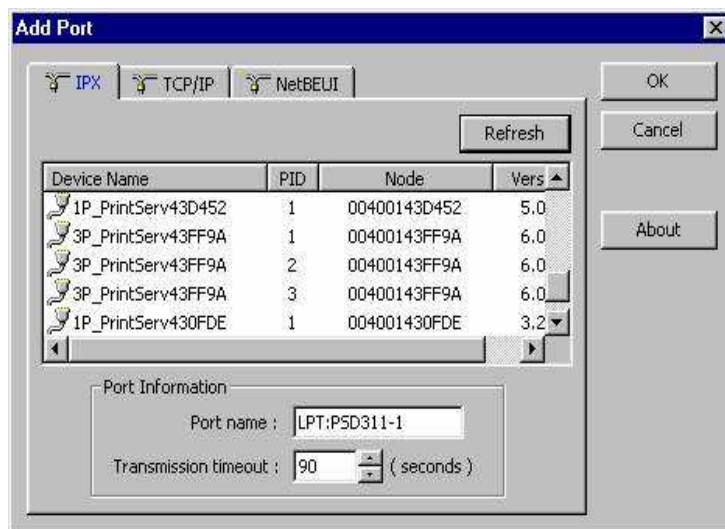 Add Port
IPX TCP/IP NetBEUI
OK
Refresh
Cancel
Device Name PID Node Vers
1P_PrintServ43D452 1 00400143D452 5.0
3P_PrintServ43FF9A 1 00400143FF9A 6.0
3P_PrintServ43FF9A 2 00400143FF9A 6.0
3P_PrintServ43FF9A 3 00400143FF9A 6.0
1P_PrintServ430FDE 1 004001430FDE 3.2
About
Port Information
Port name : LPT:PSD311-1
Transmission timeout : 90 ( seconds )